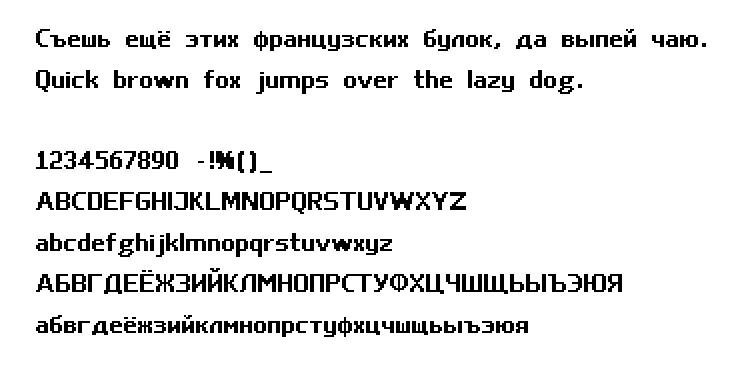 Съешь ещё этих французских булок, да выпей чаю.
Quick brown fox jumps over the lazy dog.
1234567890 -!%()_
ABCDEFGHIJKLMNOPQRSTUVWXYZ
abcdefghijklmnopqrstuvwxyz
АБВГДЕЁЖЗИЙКЛМНОПРСТУФХЦЧШЩЬЫЪЭЮЯ
абвгдеёжзийклмнопрстуфхцчшщьыъэюя